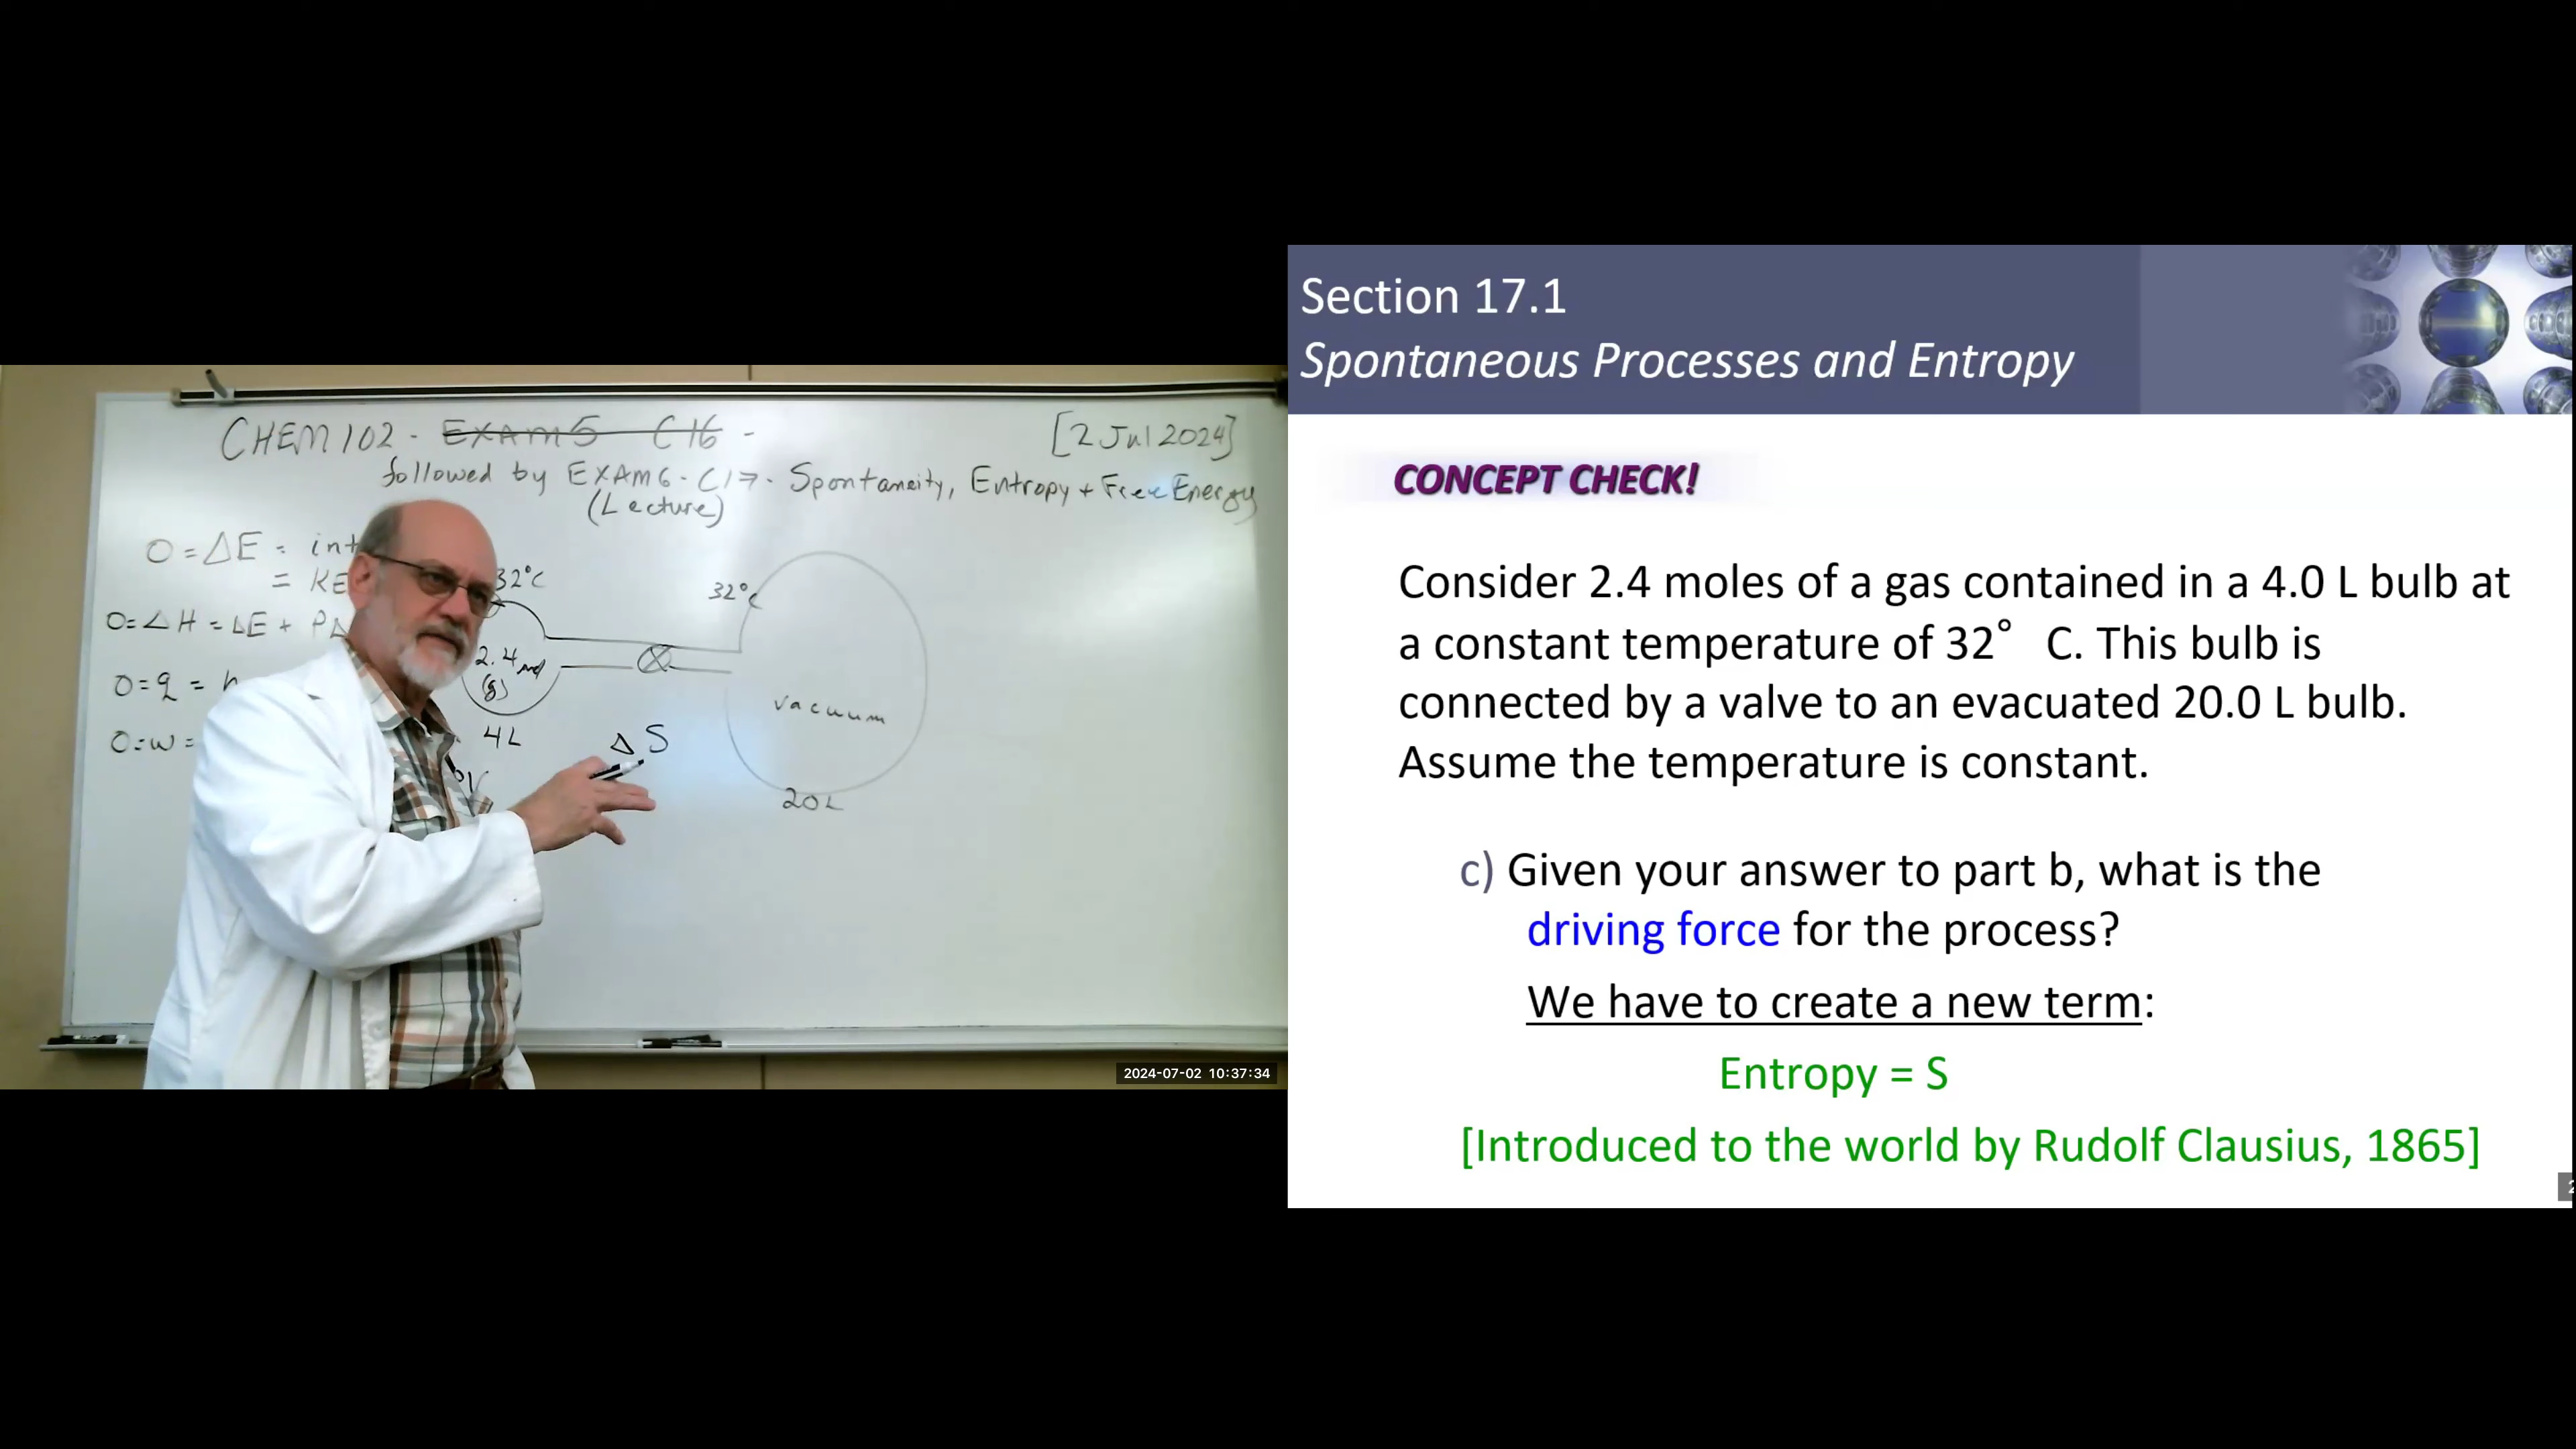 CHEM 102 - EXAM 5 C16 -
[2 Jul 2024]
followed by EXAM 6 - C17 - Spontaneity, Entropy + Free Energy
(Lecture)
0 = ΔE = int
= KE
0 = ΔH = ΔE + PΔ
0 = q =
0 = w =
32°C
2.4 mol
(g)
4L
ΔS
32°C
vacuum
20L
2024-07-02 10:37:34
Section 17.1
Spontaneous Processes and Entropy
CONCEPT CHECK!
Consider 2.4 moles of a gas contained in a 4.0 L bulb at
a constant temperature of 32° C. This bulb is
connected by a valve to an evacuated 20.0 L bulb.
Assume the temperature is constant.
c) Given your answer to part b, what is the
driving force for the process?
We have to create a new term:
Entropy = S
[Introduced to the world by Rudolf Clausius, 1865]